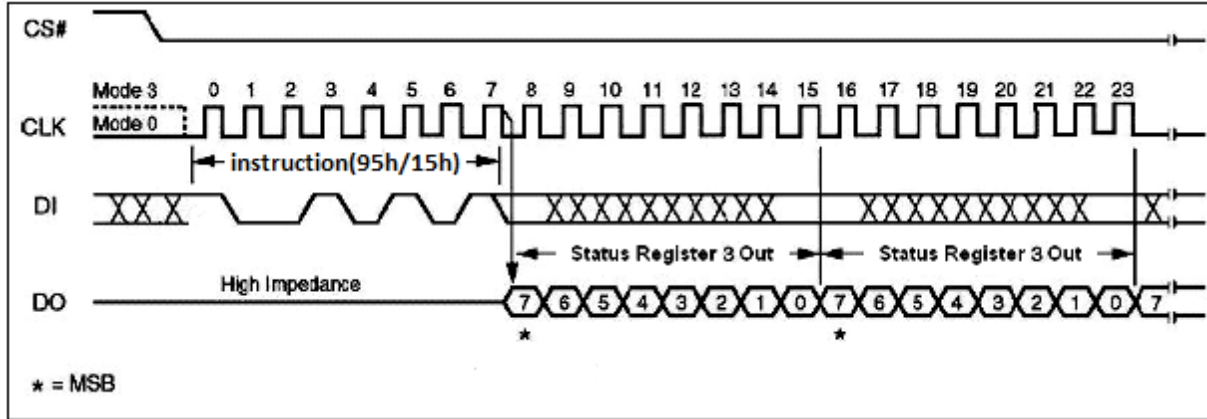 CS#
Mode 3 0 1 2 3 4 5 6 7 8 9 10 11 12 13 14 15 16 17 18 19 20 21 22 23
CLK Mode 0
instruction(95h/15h)
DI
Status Register 3 Out Status Register 3 Out
High Impedance
DO 7 6 5 4 3 2 1 0 7 6 5 4 3 2 1 0 7
* *
* = MSB